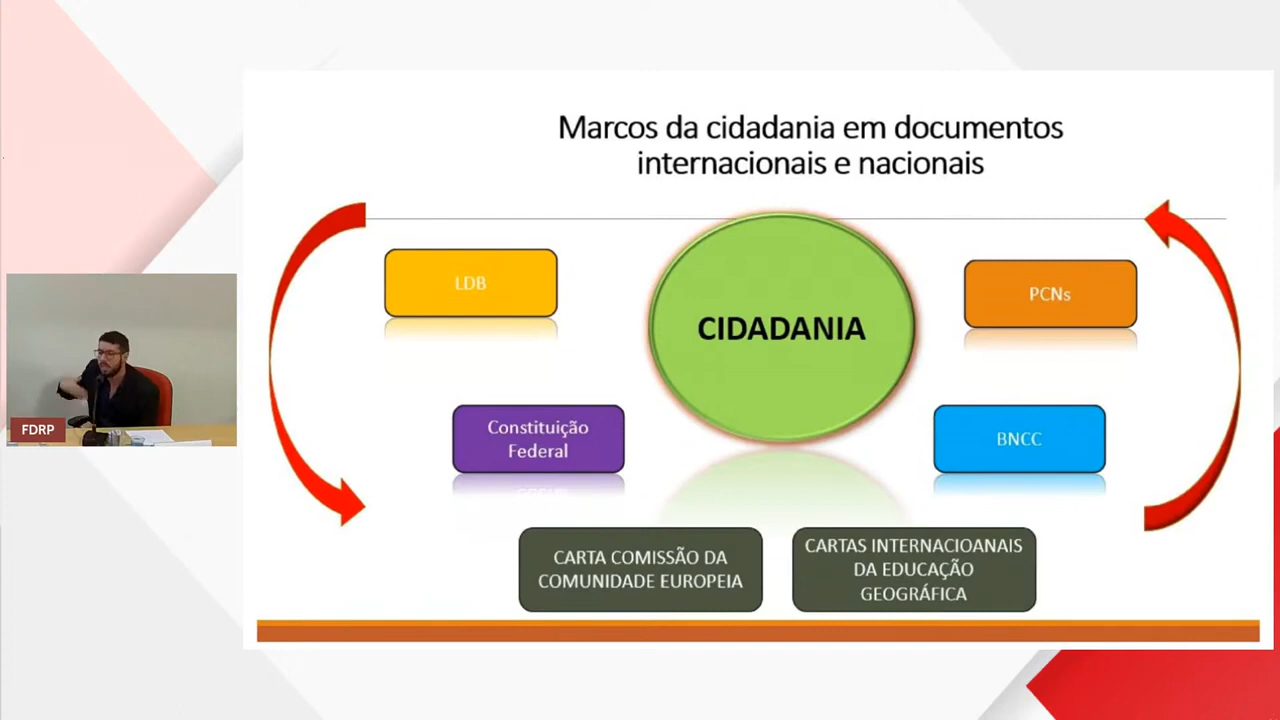 Marcos da cidadania em documentos
internacionais e nacionais
LDB
CIDADANIA
PCNs
Constituição
Federal
BNCC
CARTA COMISSÃO DA
COMUNIDADE EUROPEIA
CARTAS INTERNACIOANAIS
DA EDUCAÇÃO
GEOGRÁFICA
FDRP